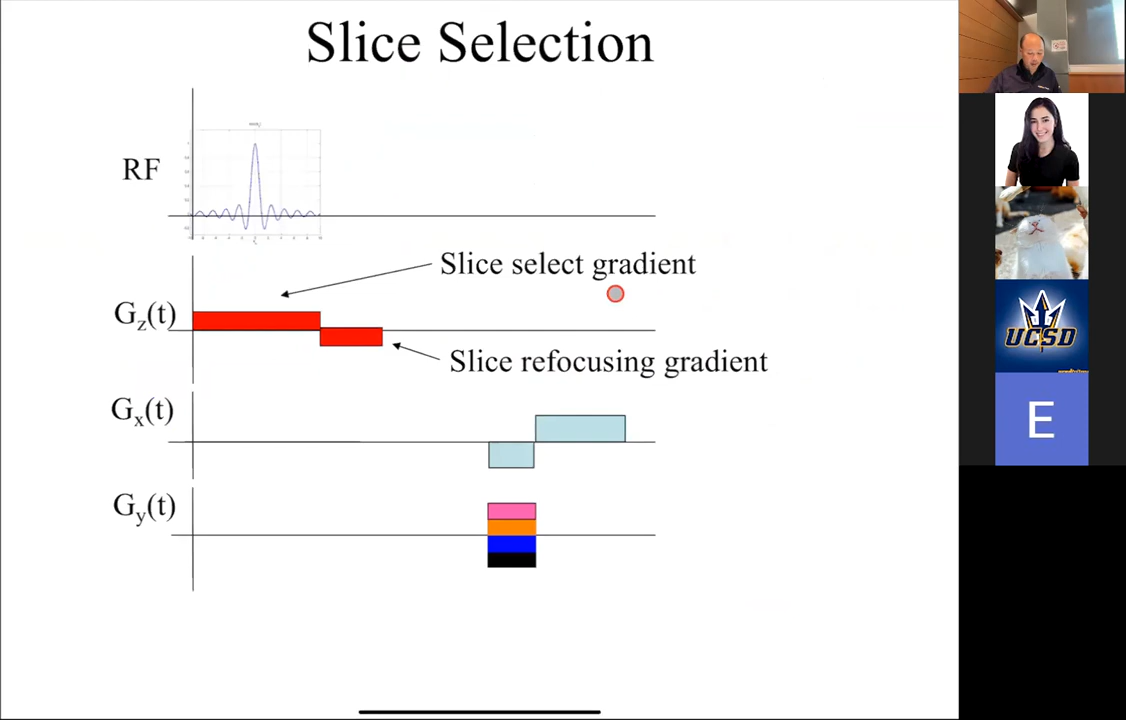 Slice Selection
RF
Slice select gradient
Gz(t)
Slice refocusing gradient
Gx(t)
Gy(t)
UCSD
E